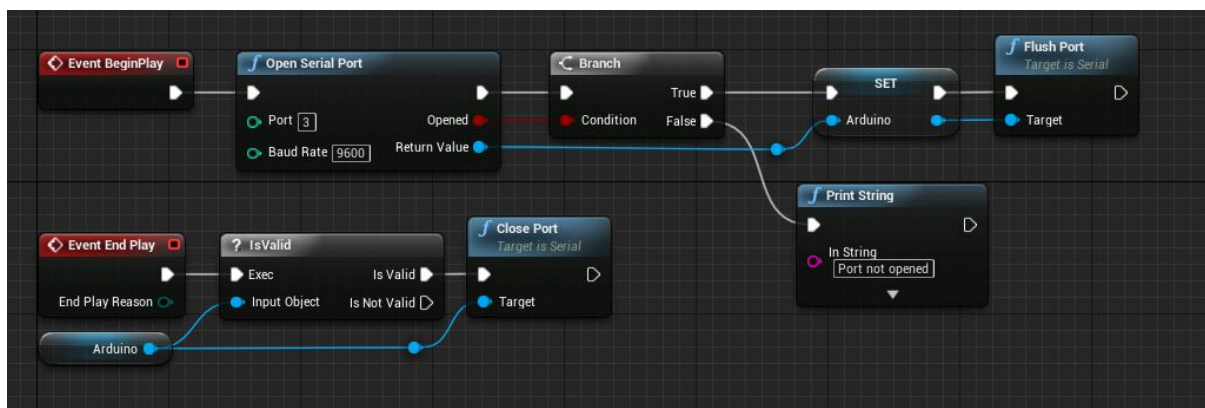 Event BeginPlay
Open Serial Port
Port 3
Opened
Baud Rate 9600
Return Value
Branch
True
Condition
False
SET
Arduino
Flush Port
Target is Serial
Target
Print String
In String
Port not opened
Event End Play
End Play Reason
Arduino
? IsValid
Exec
Is Valid
Input Object
Is Not Valid
Close Port
Target is Serial
Target